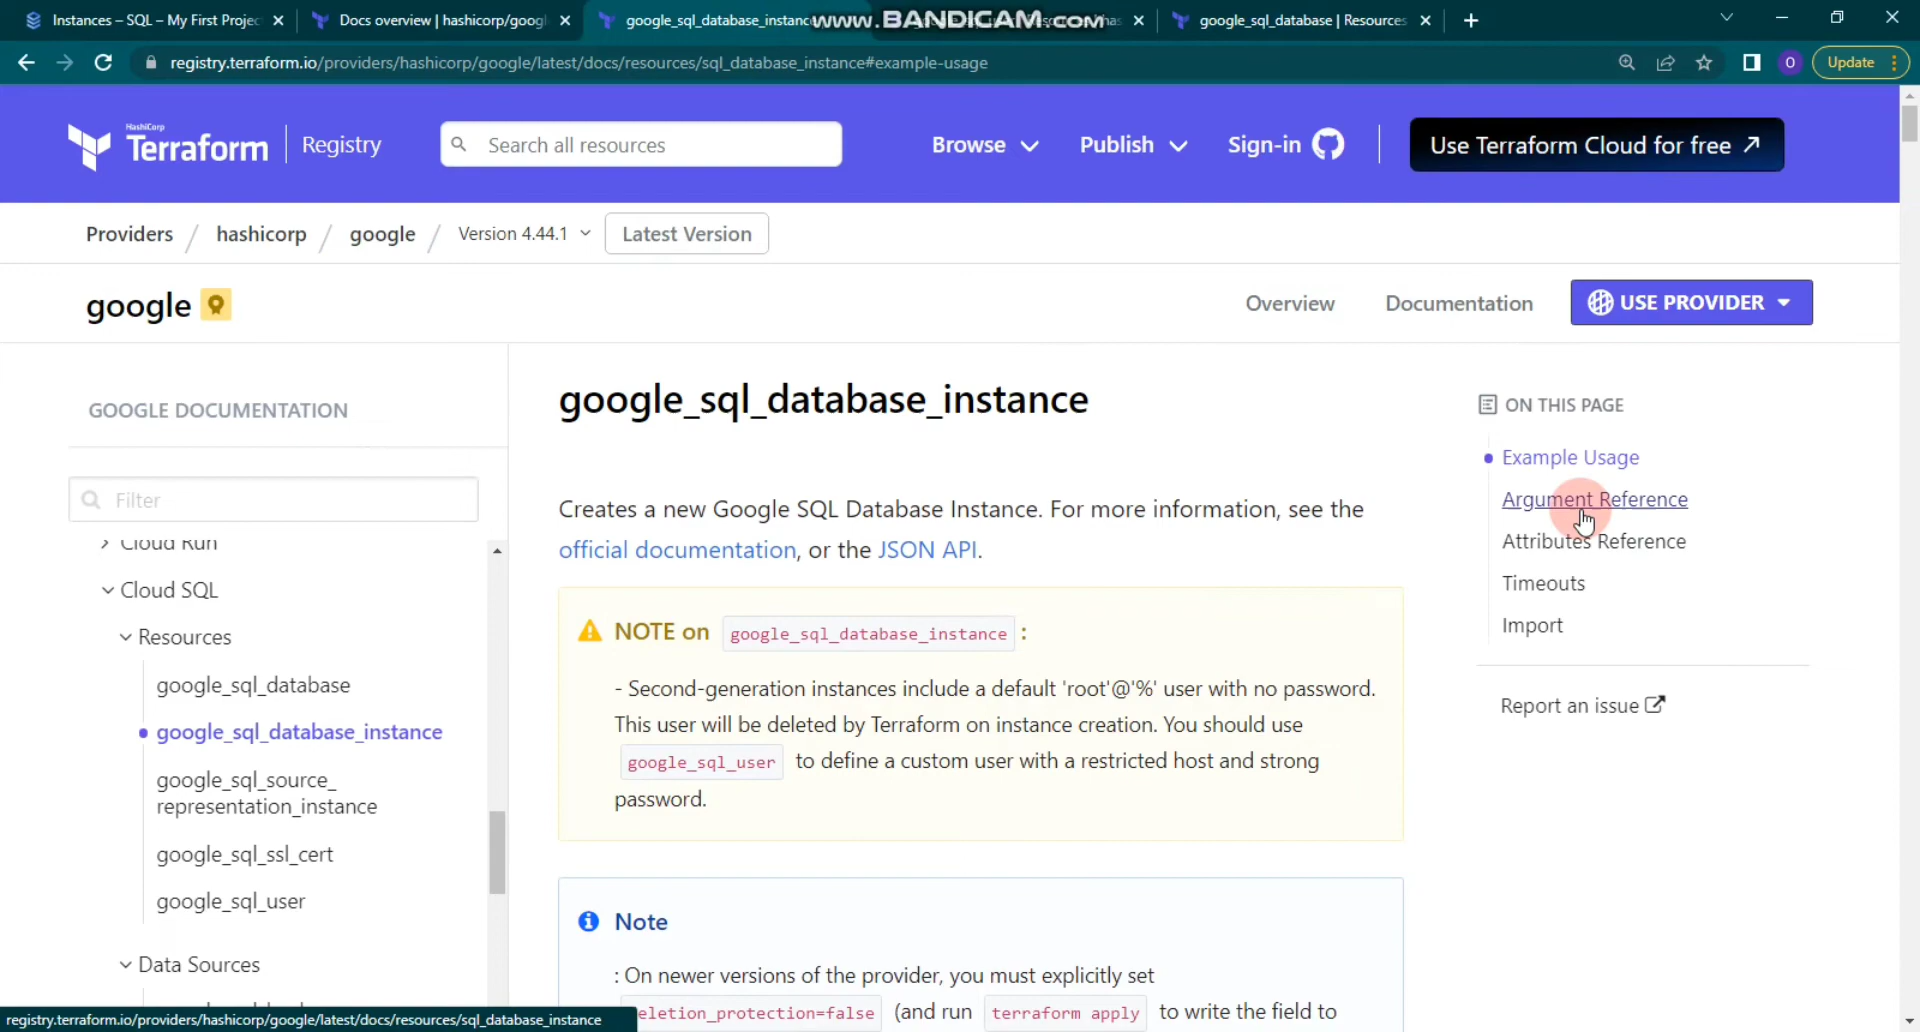 Instances – SQL – My First Projec
Docs overview | hashicorp/googl
google_sql_database_instanc
www.BANDICAM.com
google_sql_database | Resources
registry.terraform.io/providers/hashicorp/google/latest/docs/resources/sql_database_instance#example-usage
O
Update
HashiCorp
Terraform
Registry
Search all resources
Browse
Publish
Sign-in
Use Terraform Cloud for free
Providers / hashicorp / google / Version 4.44.1
Latest Version
google
Overview
Documentation
USE PROVIDER
GOOGLE DOCUMENTATION
Filter
Cloud Run
Cloud SQL
Resources
google_sql_database
google_sql_database_instance
google_sql_source_
representation_instance
google_sql_ssl_cert
google_sql_user
Data Sources
google_sql_database_instance
Creates a new Google SQL Database Instance. For more information, see the
official documentation, or the JSON API.
NOTE on google_sql_database_instance :
- Second-generation instances include a default 'root'@'%' user with no password.
This user will be deleted by Terraform on instance creation. You should use
google_sql_user to define a custom user with a restricted host and strong
password.
Note
: On newer versions of the provider, you must explicitly set
eletion_protection=false (and run terraform apply to write the field to
ON THIS PAGE
Example Usage
Argument Reference
Attributes Reference
Timeouts
Import
Report an issue
registry.terraform.io/providers/hashicorp/google/latest/docs/resources/sql_database_instance